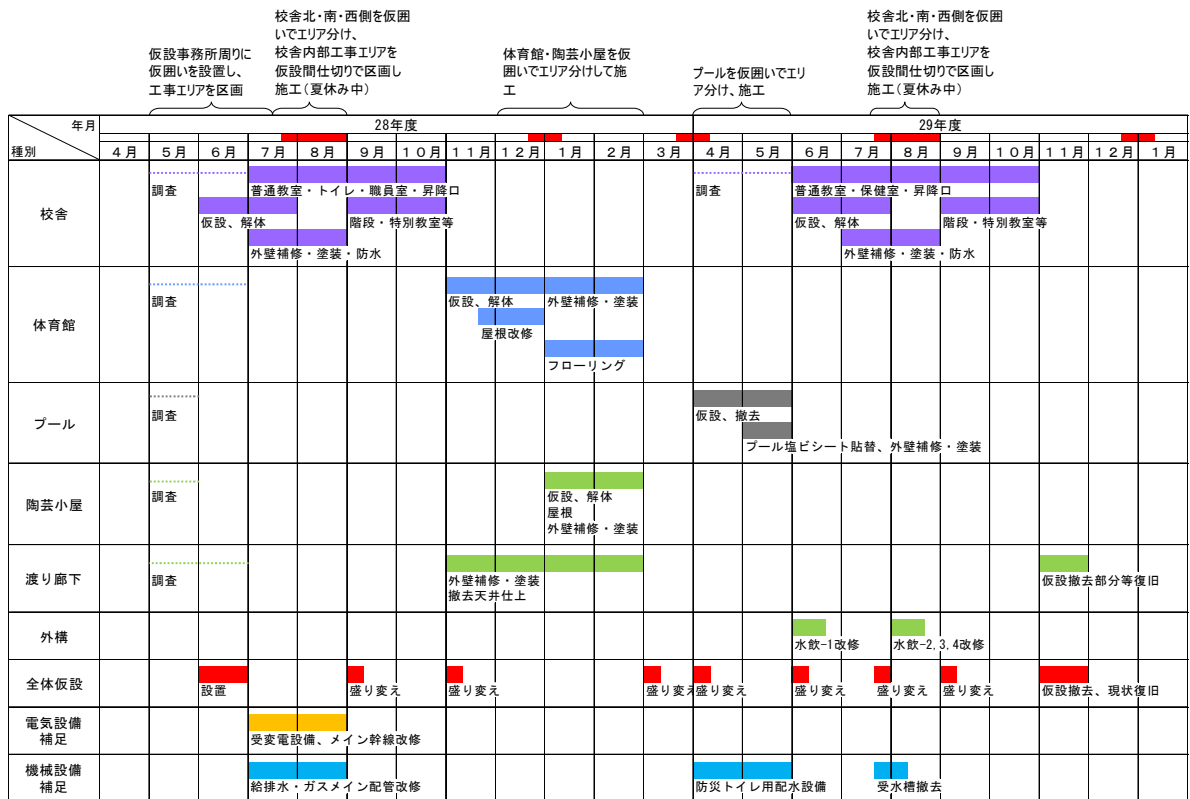 仮設事務所周りに
仮囲いを設置し、
工事エリアを区画
校舎北・南・西側を仮囲
いでエリア分け、
校舎内部工事エリアを
仮設間仕切りで区画し
施工（夏休み中）
体育館・陶芸小屋を仮
囲いでエリア分けして施
工
プールを仮囲いでエリ
ア分け、施工
校舎北・南・西側を仮囲
いでエリア分け、
校舎内部工事エリアを
仮設間仕切りで区画し
施工（夏休み中）
年月 28年度 29年度
種別 4月 5月 6月 7月 8月 9月 10月 11月 12月 1月 2月 3月 4月 5月 6月 7月 8月 9月 10月 11月 12月 1月
校舎
調査 普通教室・トイレ・職員室・昇降口 調査 普通教室・保健室・昇降口
仮設、解体 階段・特別教室等 仮設、解体 階段・特別教室等
外壁補修・塗装・防水 外壁補修・塗装・防水
体育館
調査 仮設、解体 外壁補修・塗装
屋根改修
フローリング
プール
調査 仮設、撤去
プール塩ビシート貼替、外壁補修・塗装
陶芸小屋
調査 仮設、解体
屋根
外壁補修・塗装
渡り廊下
調査 外壁補修・塗装 仮設撤去部分等復旧
撤去天井仕上
外構
水飲-1改修 水飲-2,3,4改修
全体仮設
設置 盛り変え 盛り変え 盛り変え 盛り変え 盛り変え 盛り変え 盛り変え 仮設撤去、現状復旧
電気設備
補足
受変電設備、メイン幹線改修
機械設備
補足
給排水・ガスメイン配管改修 防災トイレ用配水設備 受水槽撤去